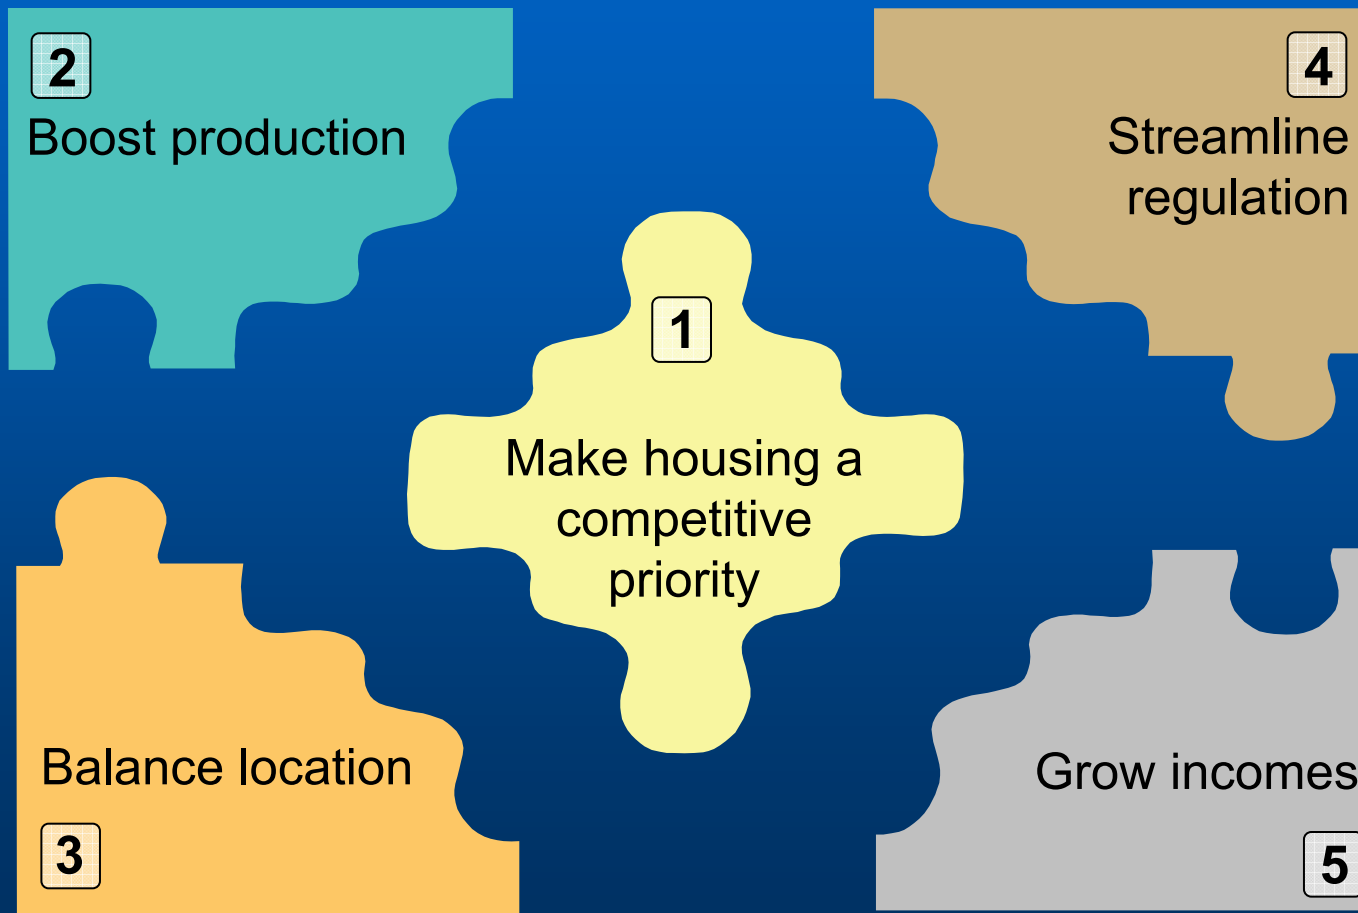 2
Boost production
4
Streamline
regulation
1
Make housing a
competitive
priority
Balance location
3
Grow incomes
5